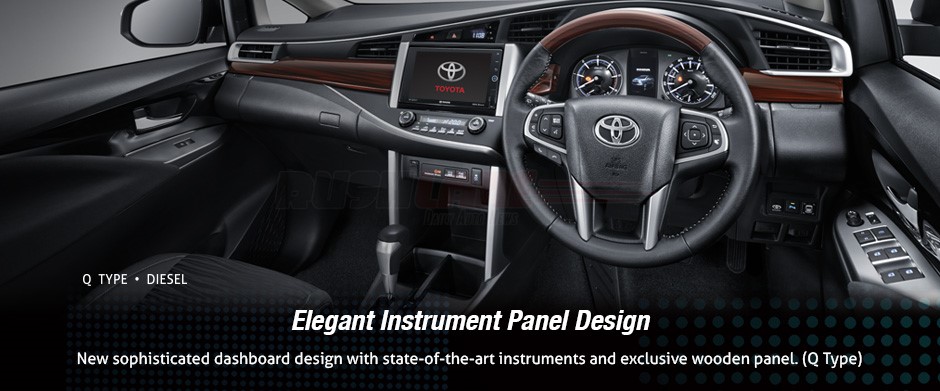 TOYOTA
Q TYPE • DIESEL
Elegant Instrument Panel Design
New sophisticated dashboard design with state-of-the-art instruments and exclusive wooden panel. (Q Type)